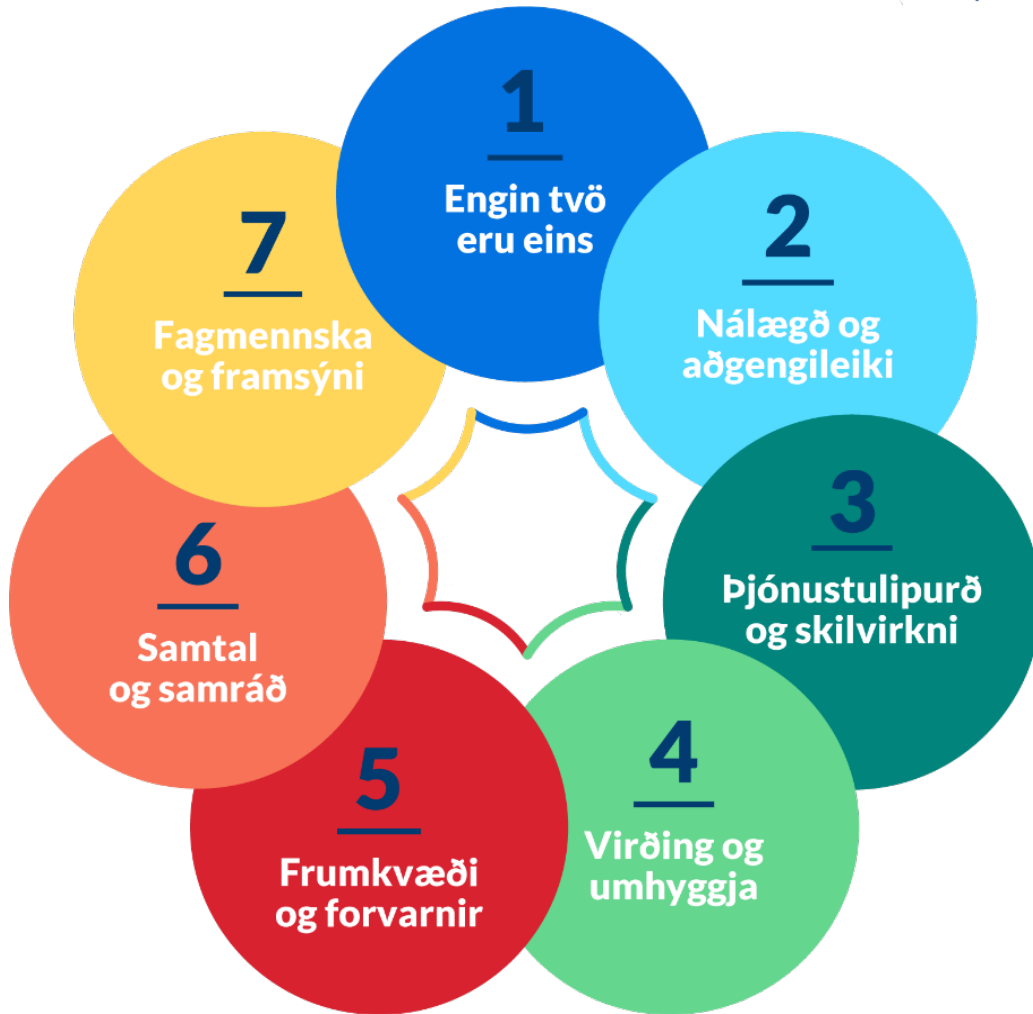 1
Engin tvö
eru eins
2
Nálægð og
aðgengileiki
3
Þjónustulipurð
og skilvirkni
4
Virðing og
umhyggja
5
Frumkvæði
og forvarnir
6
Samtal
og samráð
7
Fagmennska
og framsýni